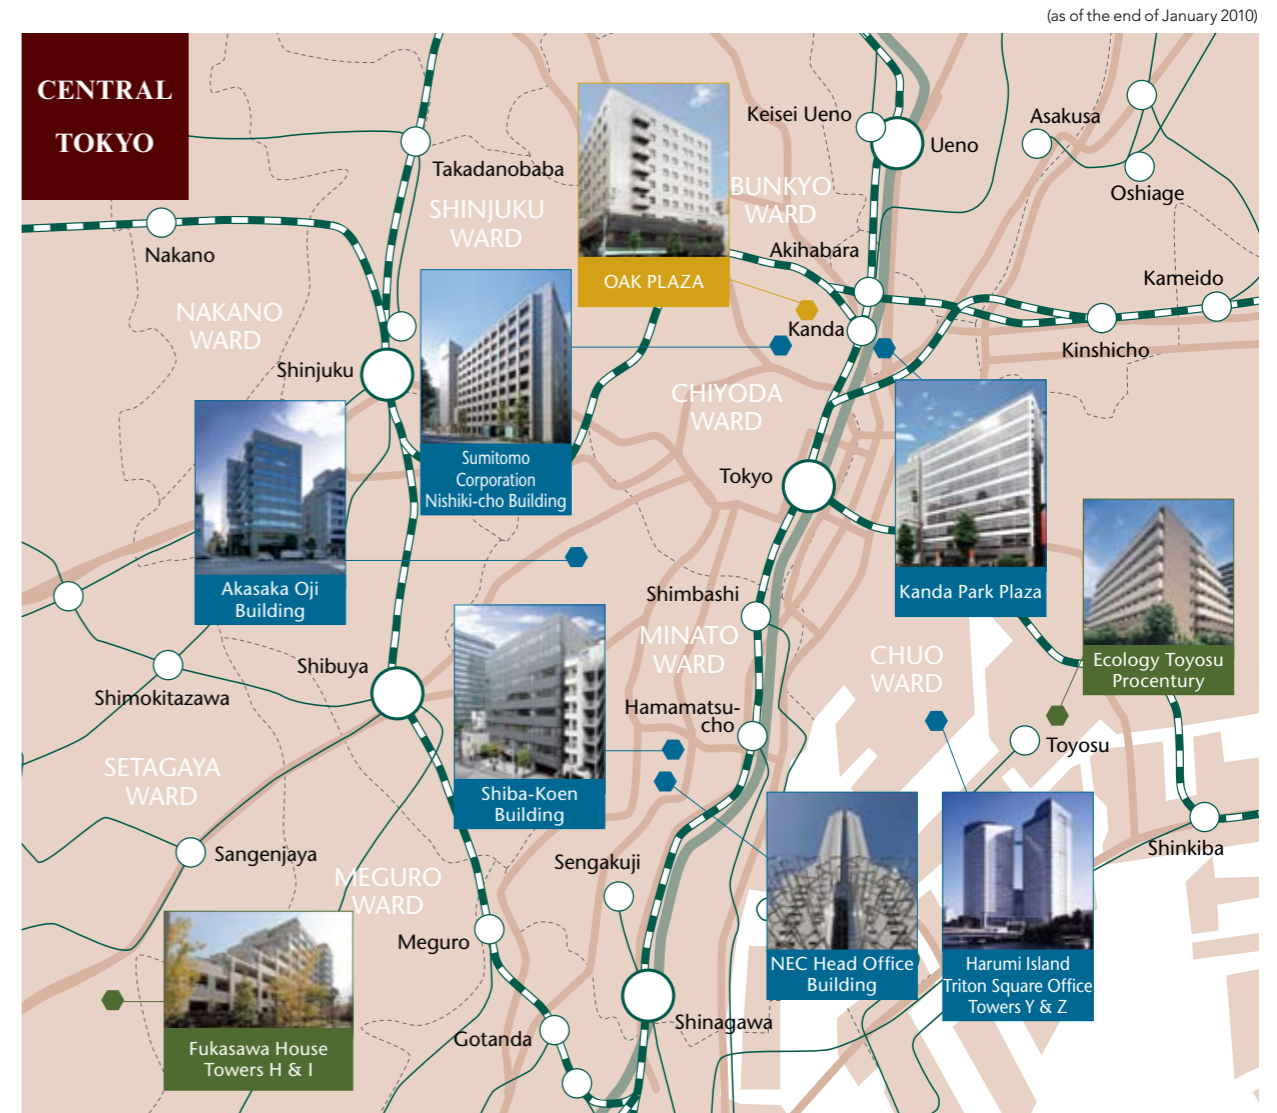 (as of the end of January 2010)
CENTRAL
TOKYO
Keisei Ueno
Ueno
Asakusa
Oshiage
Takadanobaba
SHINJUKU
WARD
BUNKYO
WARD
Nakano
Akihabara
OAK PLAZA
Kameido
NAKANO
WARD
Kanda
Kinshicho
Shinjuku
CHIYODA
WARD
Sumitomo
Corporation
Nishiki-cho Building
Tokyo
Akasaka Oji
Building
Kanda Park Plaza
Shimbashi
MINATO
WARD
CHUO
WARD
Ecology Toyosu
Procentury
Shibuya
Shimokitazawa
Hamamatsu-
cho
Toyosu
SETAGAYA
WARD
Shiba-Koen
Building
Sangenjaya
Shinkiba
Sengakuji
MEGURO
WARD
Meguro
NEC Head Office
Building
Harumi Island
Triton Square Office
Towers Y & Z
Shinagawa
Gotanda
Fukasawa House
Towers H & I